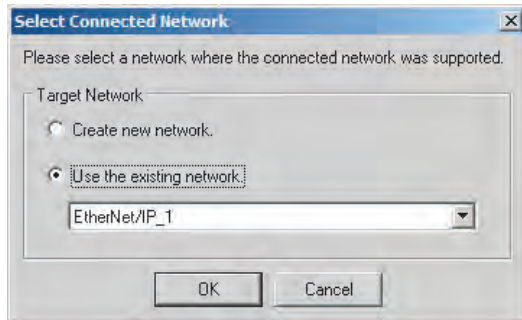 Select Connected Network
Please select a network where the connected network was supported.
Target Network
Create new network.
Use the existing network.
EtherNet/IP_1
OK
Cancel